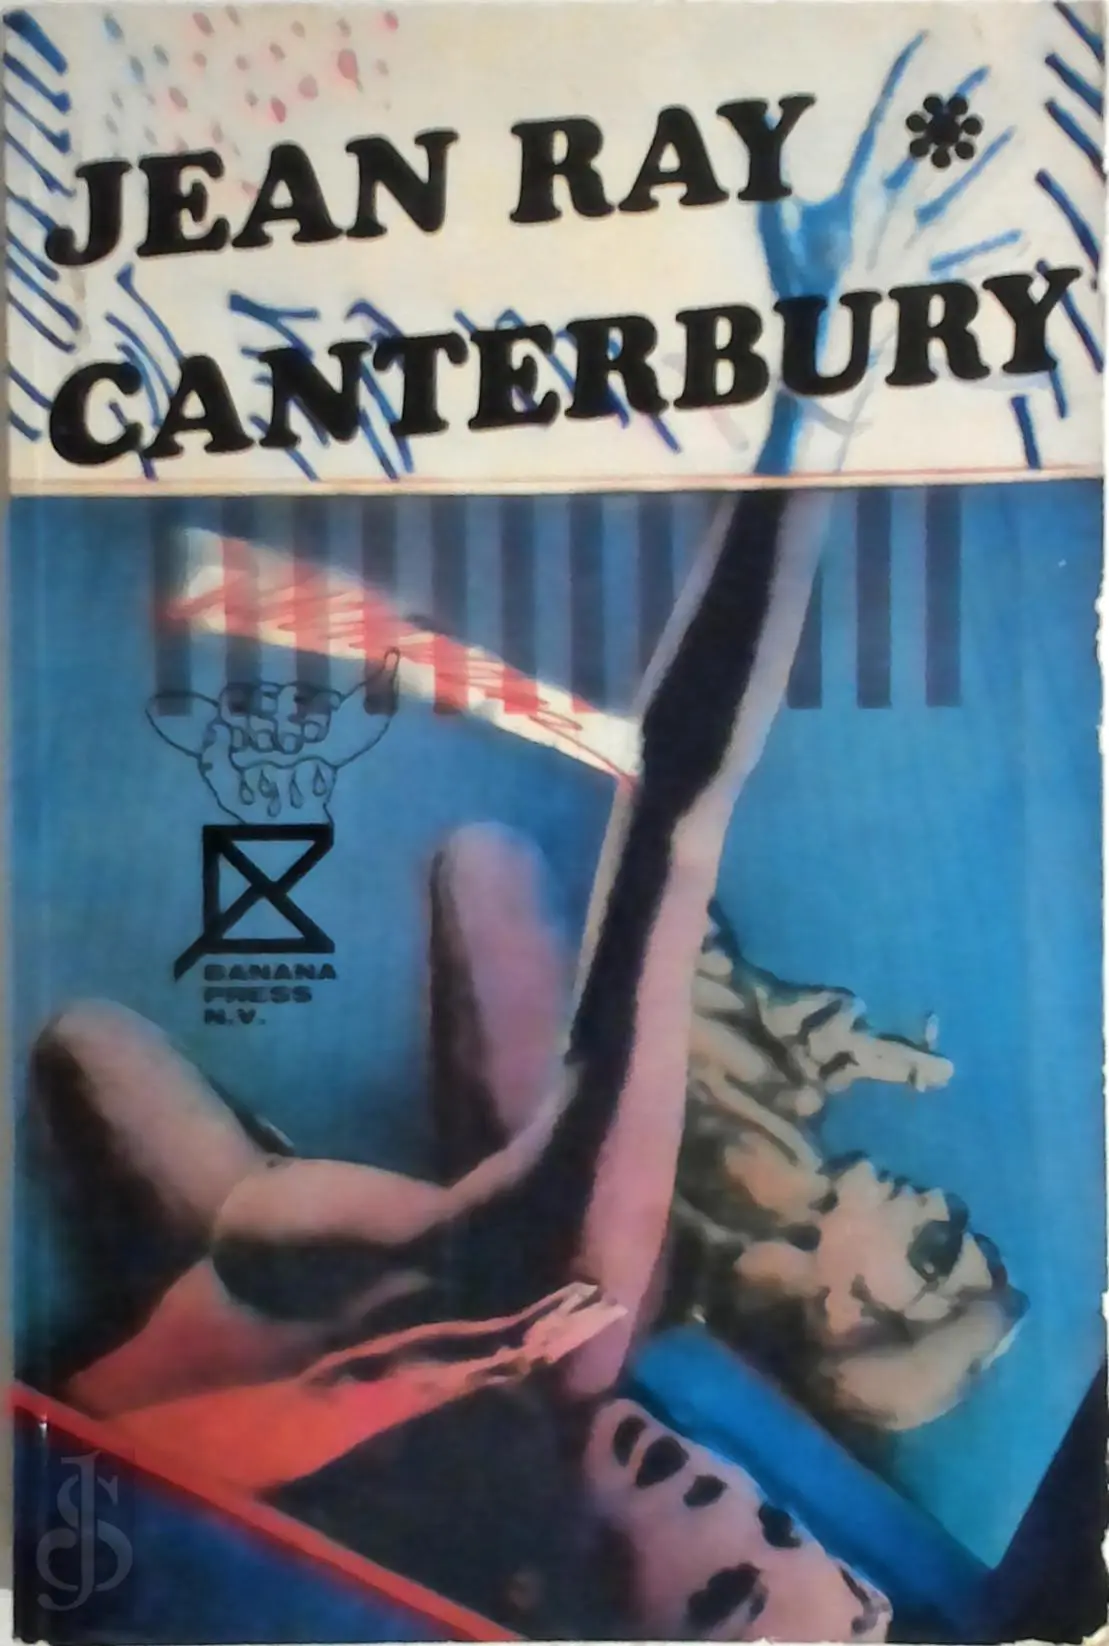 JEAN RAY *
CANTERBURY
BANANA
PRESS
N.V.